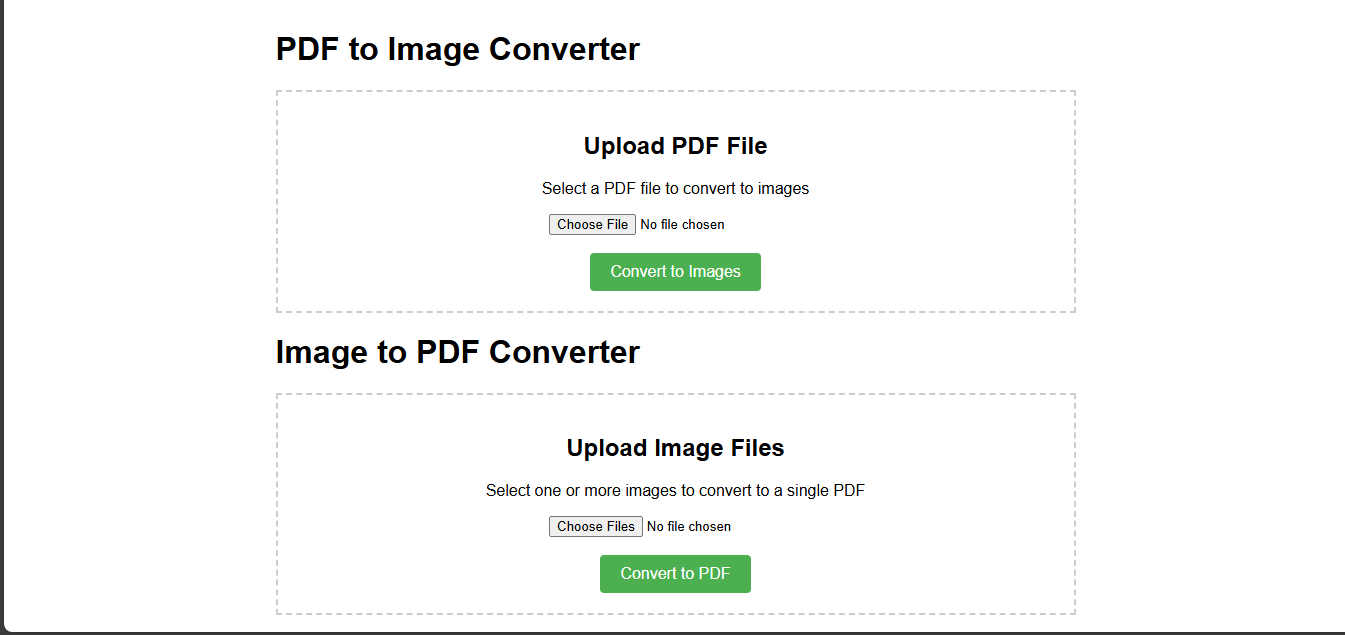 PDF to Image Converter
Upload PDF File
Select a PDF file to convert to images
Choose File No file chosen
Convert to Images
Image to PDF Converter
Upload Image Files
Select one or more images to convert to a single PDF
Choose Files No file chosen
Convert to PDF